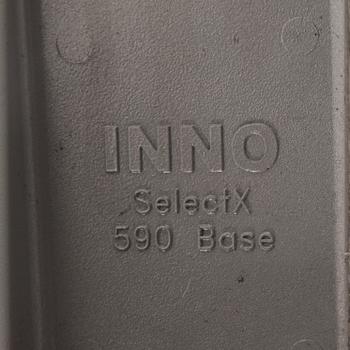 INNO
SelectX
590 Base